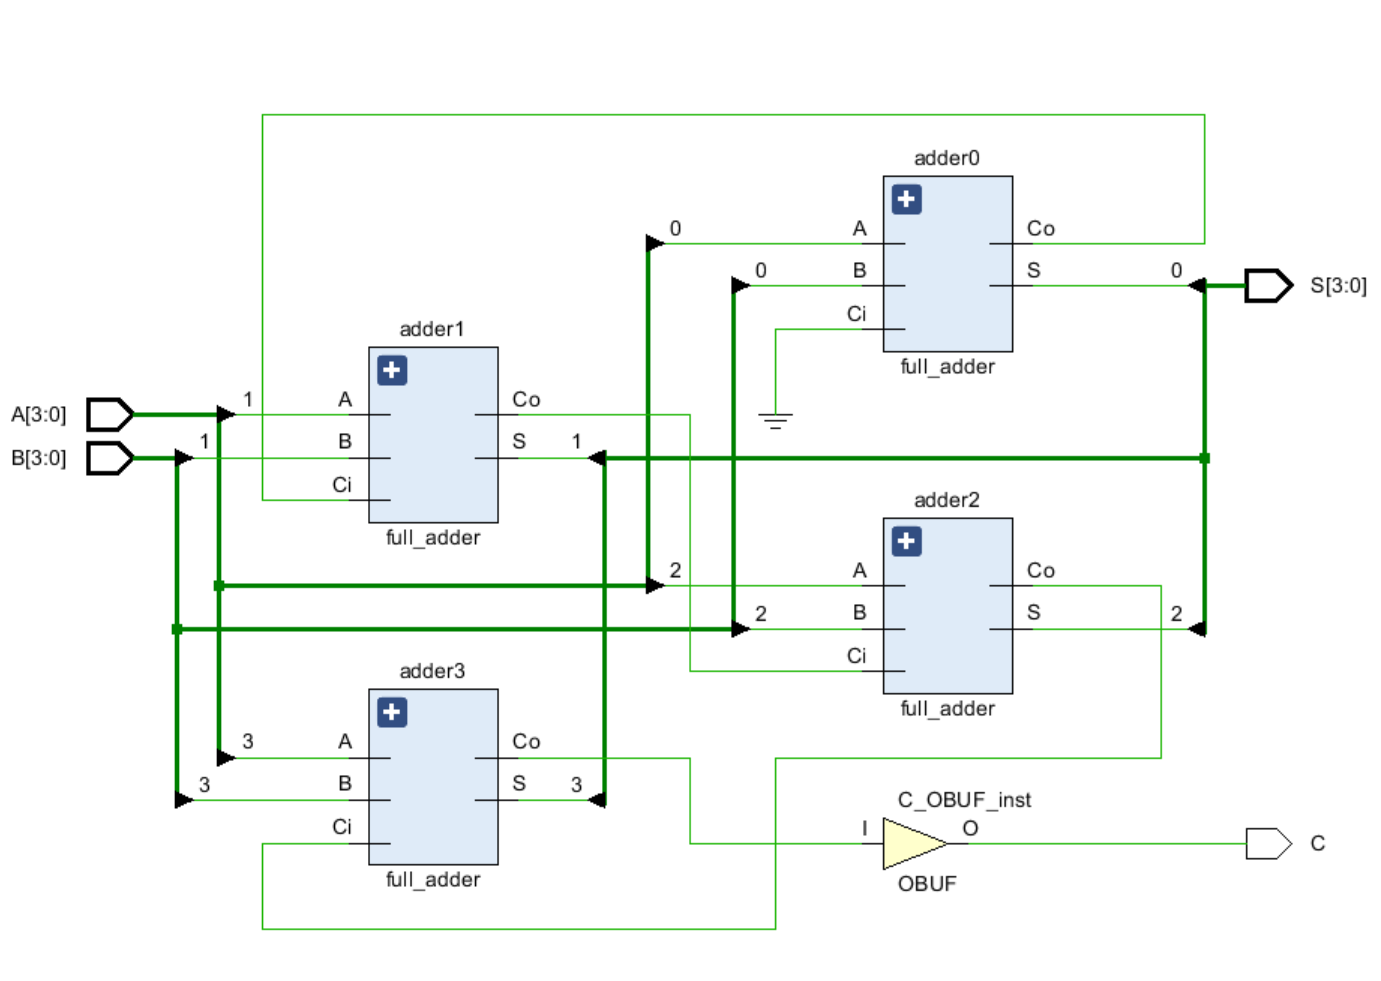 adder0
0
A
Co
0
B
S
0
S[3:0]
Ci
adder1
full_adder
A[3:0]
1
A
Co
B[3:0]
1
B
S
1
Ci
adder2
full_adder
2
A
Co
2
B
S
2
Ci
adder3
full_adder
3
A
Co
3
B
S
3
C_OBUF_inst
Ci
I
O
C
full_adder
OBUF